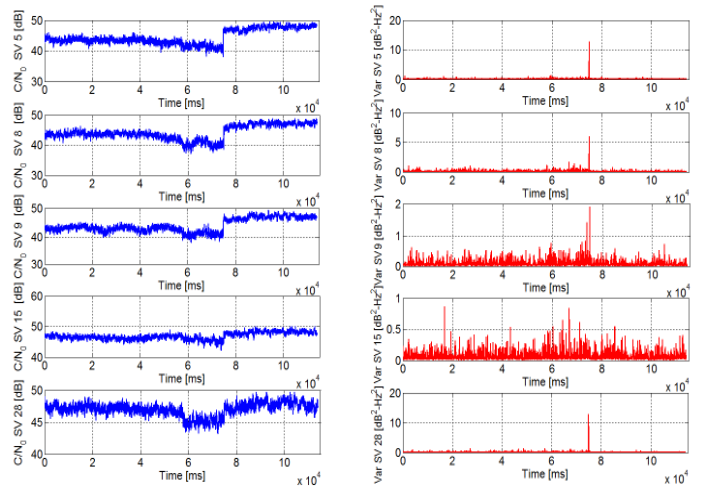 C/N0 SV 5 [dB]
50
40
30
0 2 4 6 8 10
Time [ms]
x 10^4
C/N0 SV 8 [dB]
50
40
30
0 2 4 6 8 10
Time [ms]
x 10^4
C/N0 SV 9 [dB]
50
40
30
0 2 4 6 8 10
Time [ms]
x 10^4
C/N0 SV 15 [dB]
60
50
40
0 2 4 6 8 10
Time [ms]
x 10^4
C/N0 SV 28 [dB]
50
45
40
0 2 4 6 8 10
Time [ms]
x 10^4
Var SV 5 [dB²-Hz²]
20
10
0
0 2 4 6 8 10
Time [ms]
x 10^4
Var SV 8 [dB²-Hz²]
10
5
0
0 2 4 6 8 10
Time [ms]
x 10^4
Var SV9 [dB²-Hz²]
2
1
0
0 2 4 6 8 10
Time [ms]
x 10^4
Var SV 15 [dB²-Hz²]
1
0.5
0
0 2 4 6 8 10
Time [ms]
x 10^4
Var SV 28 [dB²-Hz²]
20
10
0
0 2 4 6 8 10
Time [ms]
x 10^4